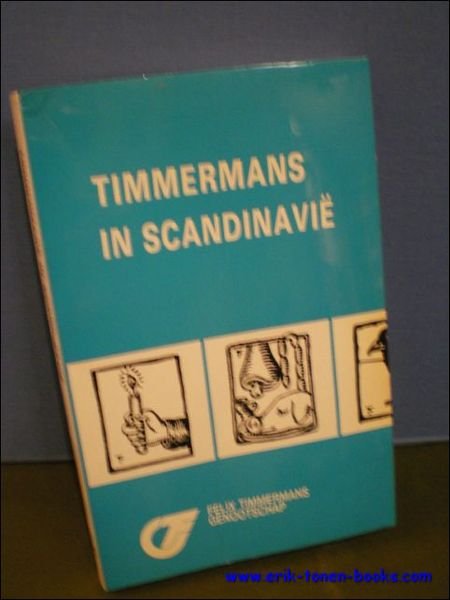 TIMMERMANS
IN SCANDINAVIË
FELIX TIMMERMANS
GENOOTSCHAP
www.erik-tonen-books.com